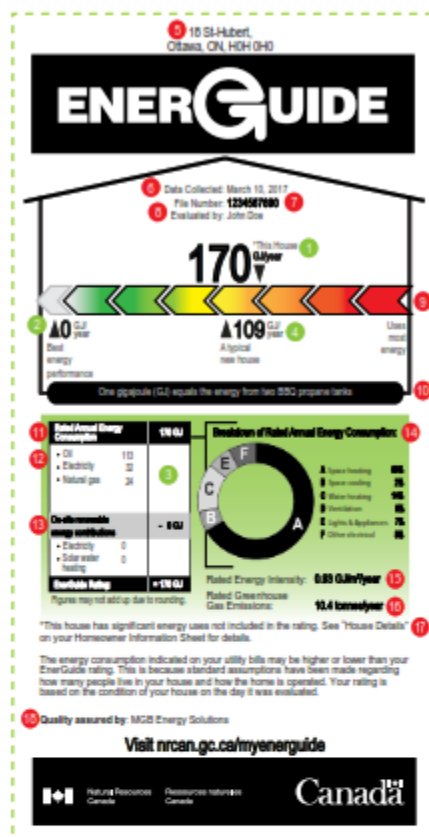 5 18 St-Hubert,
Ottawa, ON, H0H 0H0
ENERGUIDE
6 Data Collected: March 10, 2017
File Number: 1234567890 7
8 Evaluated by: John Doe
170 *This House 1
GJ/year
9
2 0 GJ/year
109 GJ/year 4
Best energy performance
A typical new house
Uses most energy
One gigajoule (GJ) equals the energy from two BBQ propane tanks 10
11 Rated Annual Energy Consumption 170 GJ
12 • Oil 113
• Electricity 32
• Natural gas 24
3
13 On-site renewable energy contributions - 0 GJ
• Electricity 0
• Solar water heating 0
EnerGuide Rating = 170 GJ
Figures may not add up due to rounding.
Breakdown of Rated Annual Energy Consumption: 14
A
B
C
E
F
A Space heating
B Space cooling
C Water heating
D Ventilation
E Lights & Appliances
F Other electrical
Rated Energy Intensity: 0.93 GJ/m²/year 15
Rated Greenhouse
Gas Emissions: 10.4 tonnes/year 16
*This house has significant energy uses not included in the rating. See "House Details" 17
on your Homeowner Information Sheet for details.
The energy consumption indicated on your utility bills may be higher or lower than your
EnerGuide rating. This is because standard assumptions have been made regarding
how many people live in your house and how the home is operated. Your rating is
based on the condition of your house on the day it was evaluated.
18 Quality assured by: MGB Energy Solutions
Visit nrcan.gc.ca/myenerguide
Natural Resources Canada
Ressources naturelles Canada
Canada